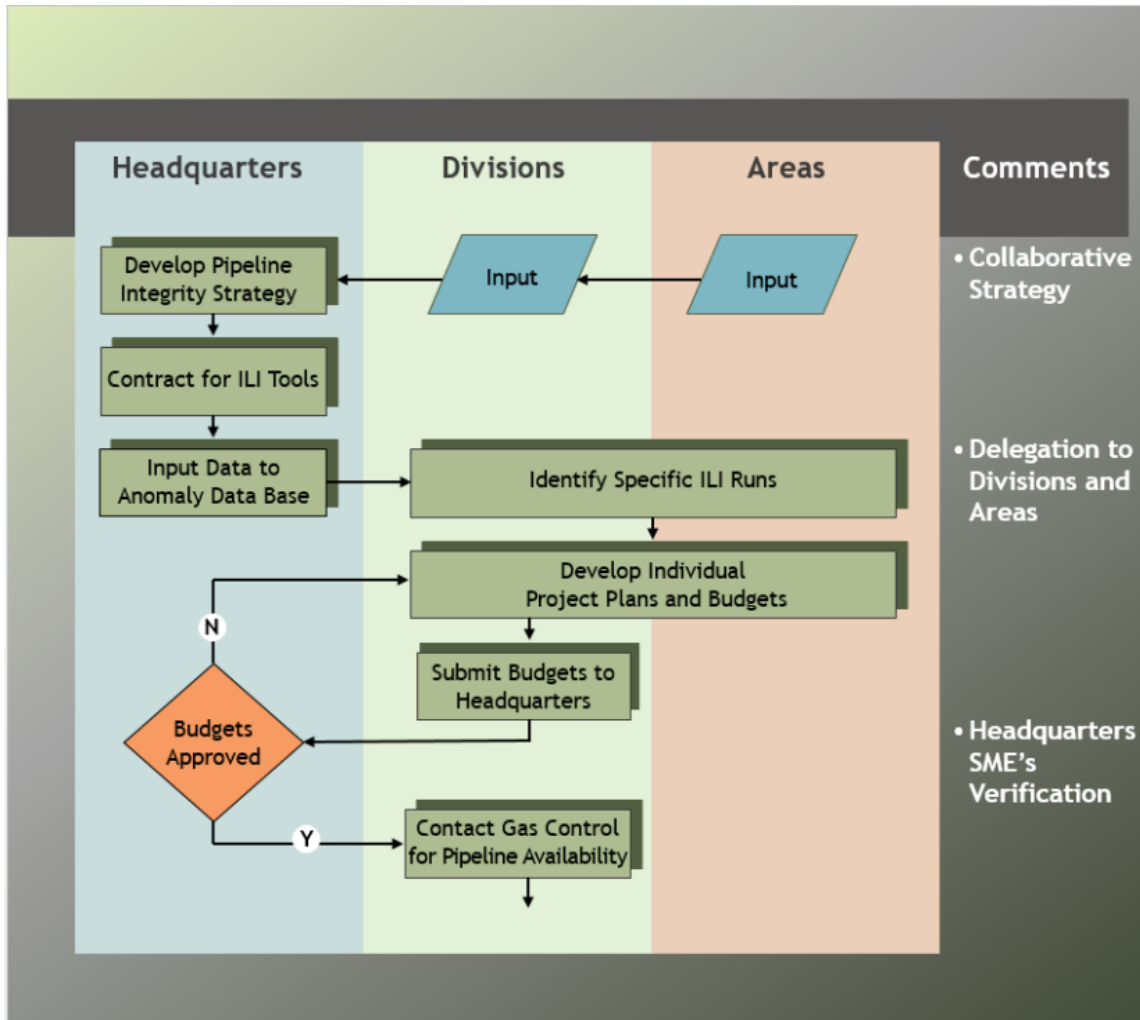 Headquarters
Divisions
Areas
Comments
Develop Pipeline
Integrity Strategy
Input
Input
• Collaborative
Strategy
Contract for ILI Tools
Input Data to
Anomaly Data Base
Identify Specific ILI Runs
• Delegation to
Divisions and
Areas
Develop Individual
Project Plans and Budgets
N
Submit Budgets to
Headquarters
Budgets
Approved
• Headquarters
SME's
Verification
Y
Contact Gas Control
for Pipeline Availability